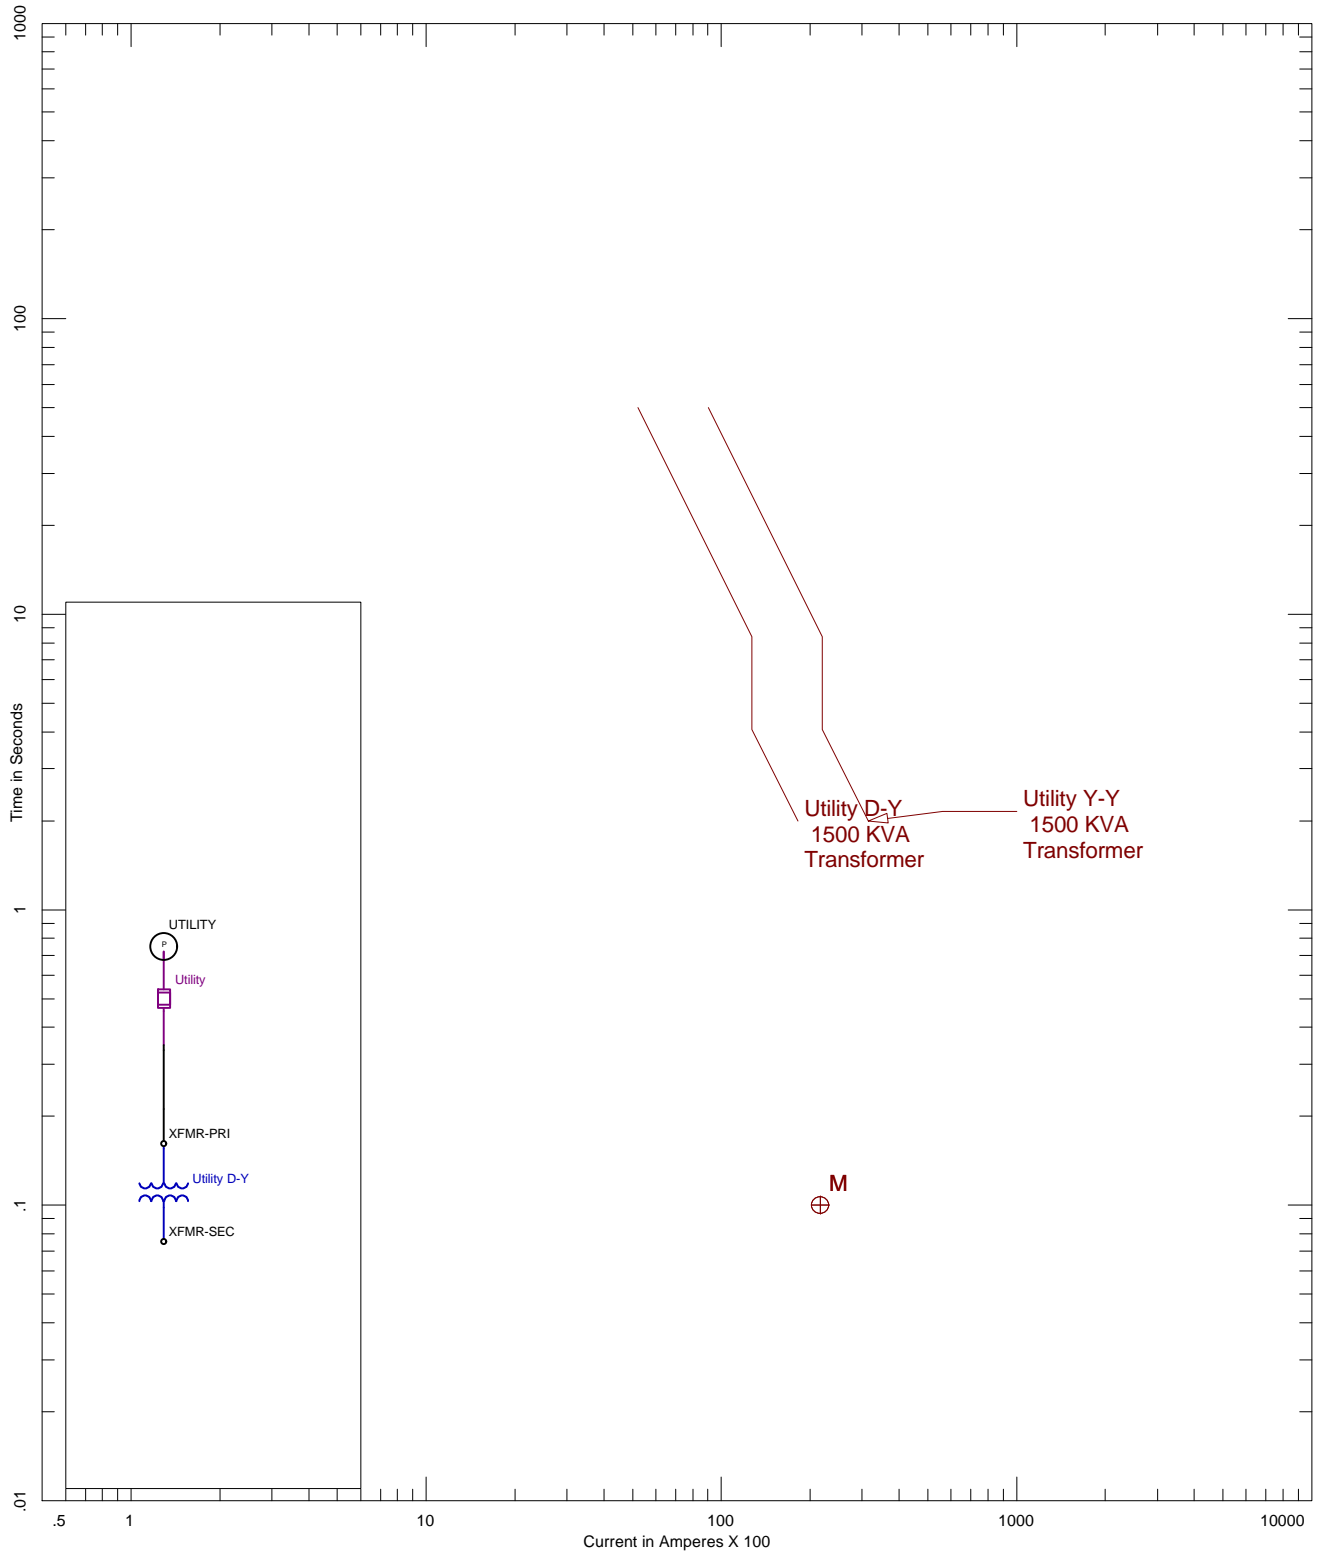 1000
100
10
1
.1
.01
Time in Seconds
Utility D-Y
1500 KVA
Transformer
Utility Y-Y
1500 KVA
Transformer
UTILITY
P
Utility
XFMR-PRI
Utility D-Y
XFMR-SEC
M
.5 1 10 100 1000 10000
Current in Amperes X 100